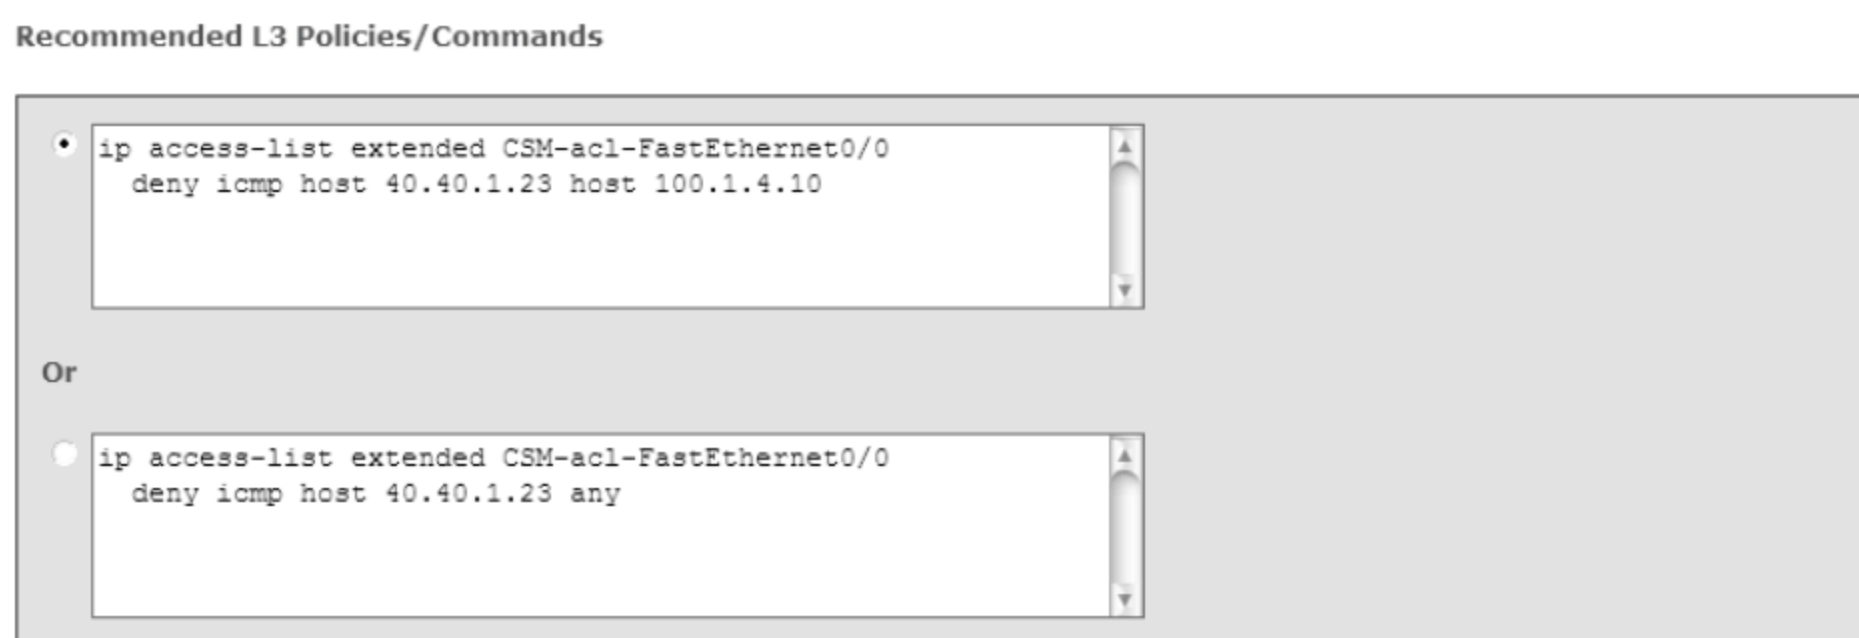 Recommended L3 Policies/Commands
ip access-list extended CSM-acl-FastEthernet0/0
deny icmp host 40.40.1.23 host 100.1.4.10
Or
ip access-list extended CSM-acl-FastEthernet0/0
deny icmp host 40.40.1.23 any